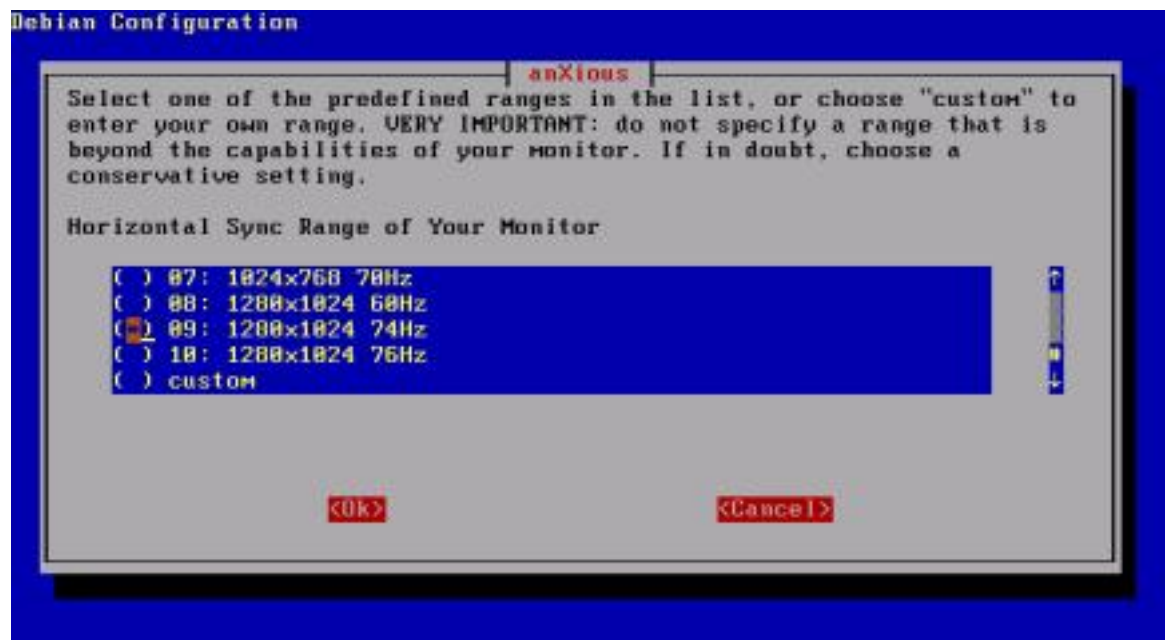 Debian Configuration
anXious
Select one of the predefined ranges in the list, or choose "custom" to
enter your own range. VERY IMPORTANT: do not specify a range that is
beyond the capabilities of your monitor. If in doubt, choose a
conservative setting.
Horizontal Sync Range of Your Monitor
( ) 07: 1024x768 70Hz
( ) 08: 1280x1024 60Hz
(*) 09: 1280x1024 74Hz
( ) 10: 1280x1024 76Hz
( ) custom
<Ok> <Cancel>